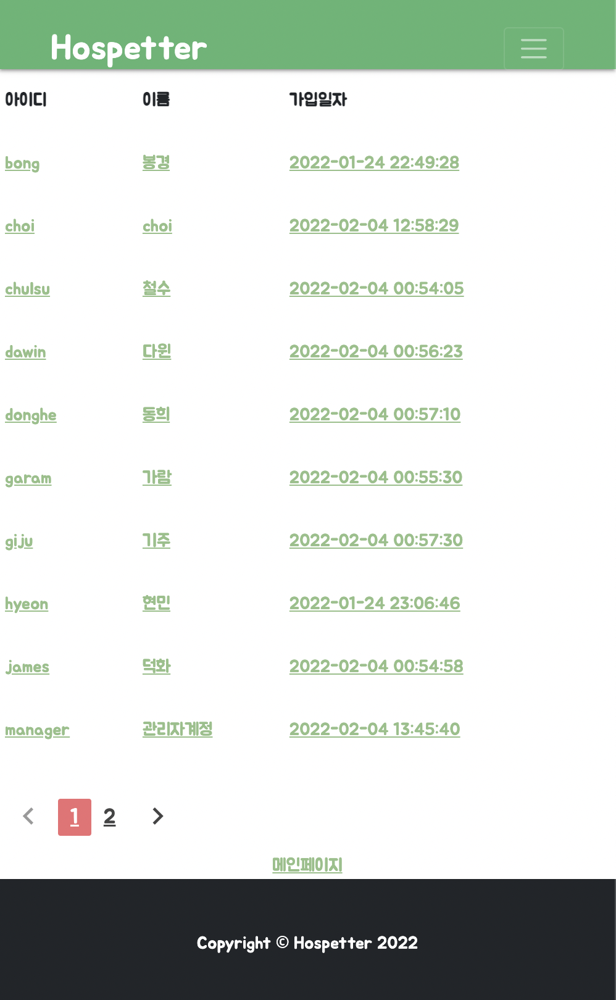 Hospetter
아이디 이름 가입일자
bong 봉경 2022-01-24 22:49:28
choi choi 2022-02-04 12:58:29
chulsu 철수 2022-02-04 00:54:05
dawin 다윈 2022-02-04 00:56:23
donghe 동희 2022-02-04 00:57:10
garam 가람 2022-02-04 00:55:30
giju 기주 2022-02-04 00:57:30
hyeon 현민 2022-01-24 23:06:46
james 덕화 2022-02-04 00:54:58
manager 관리자계정 2022-02-04 13:45:40
1 2
메인페이지
Copyright © Hospetter 2022